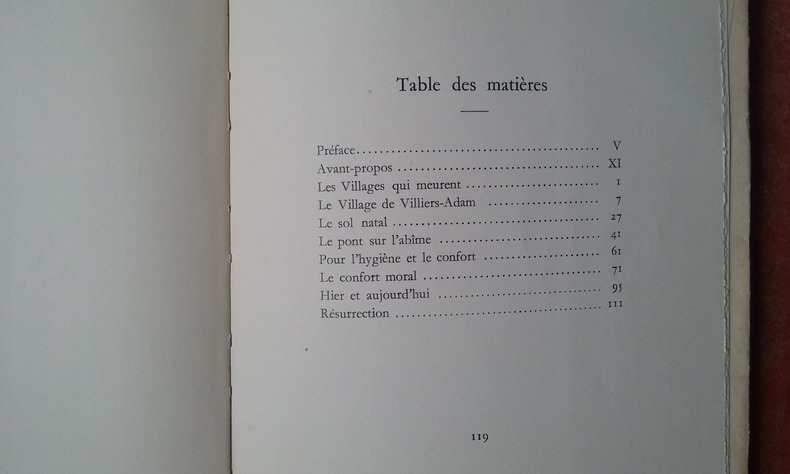 Table des matières
Préface.......................................... V
Avant-propos ................................... XI
Les Villages qui meurent ........................ 1
Le Village de Villiers-Adam .................... 7
Le sol natal .................................... 27
Le pont sur l'abîme ............................. 41
Pour l'hygiène et le confort .................... 61
Le confort moral ................................ 71
Hier et aujourd'hui ............................. 95
Résurrection .................................... 111
119